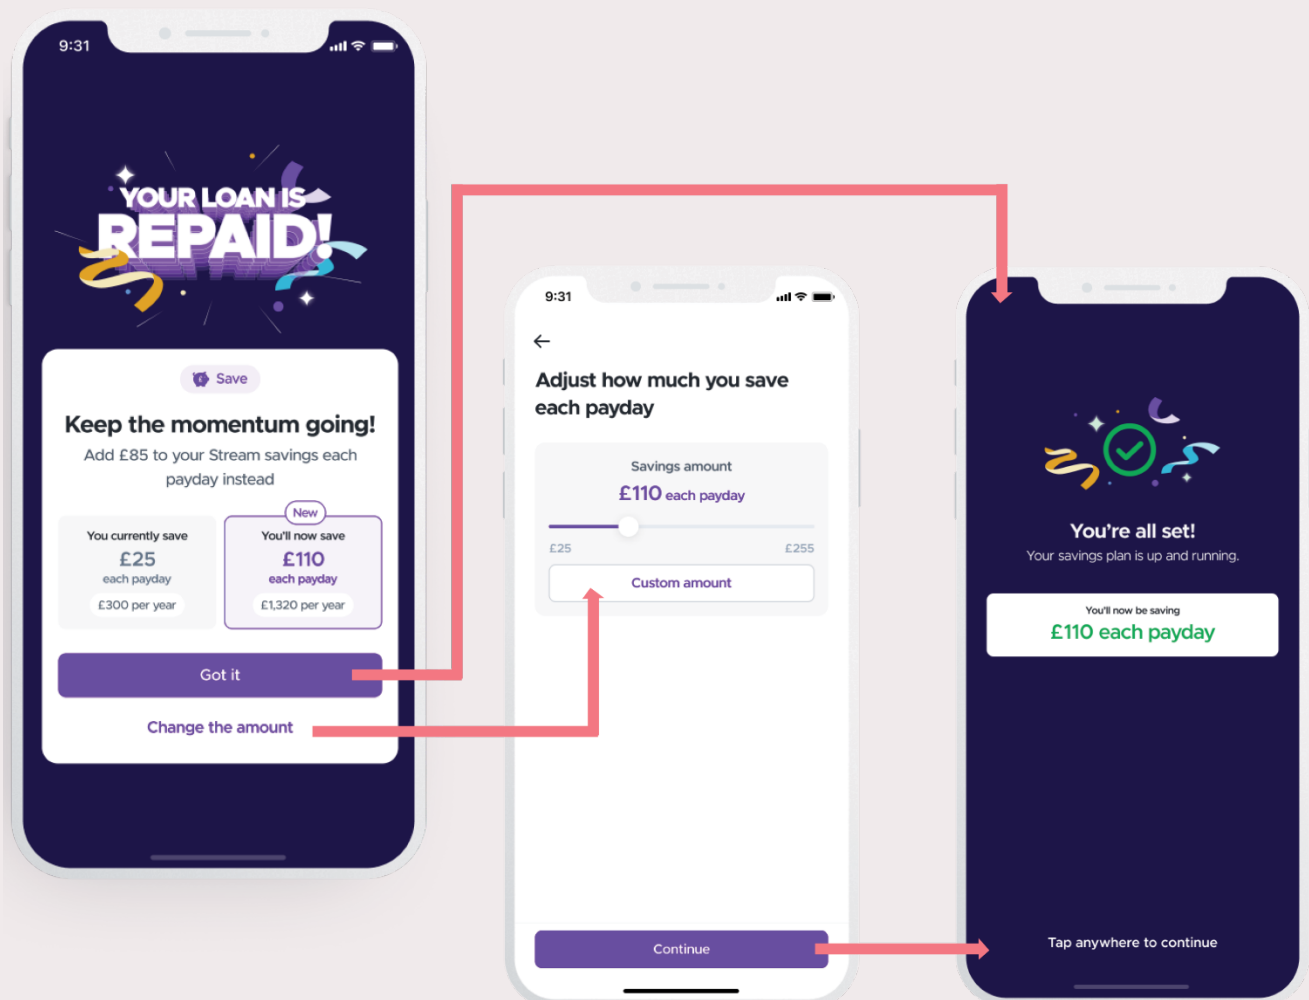 9:31
YOUR LOAN IS
REPAID!
Save
Keep the momentum going!
Add £85 to your Stream savings each
payday instead
New
You currently save
£25
each payday
£300 per year
You'll now save
£110
each payday
£1,320 per year
Got it
Change the amount
9:31
Adjust how much you save
each payday
Savings amount
£110 each payday
£25
£255
Custom amount
Continue
You're all set!
Your savings plan is up and running.
You'll now be saving
£110 each payday
Tap anywhere to continue